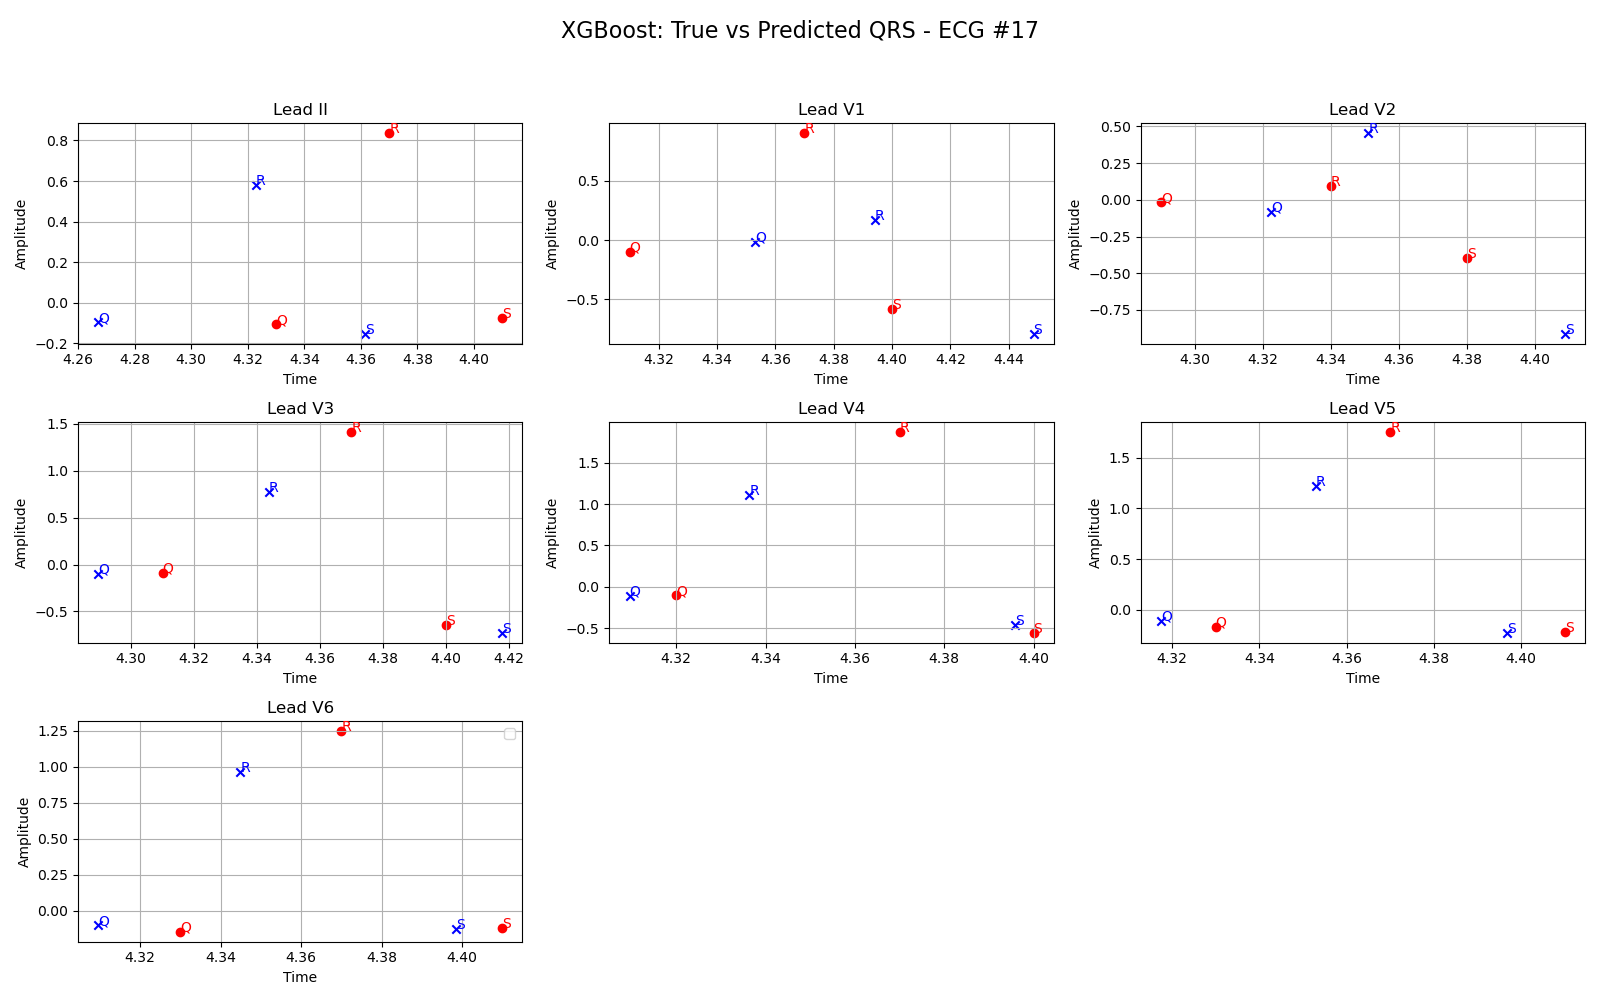 XGBoost: True vs Predicted QRS - ECG #17
Lead II
Amplitude
0.8
0.6
0.4
0.2
0.0
−0.2
R
R
Q
Q
S
S
4.26 4.28 4.30 4.32 4.34 4.36 4.38 4.40
Time
Lead V1
Amplitude
0.5
0.0
−0.5
R
R
Q
Q
S
S
4.32 4.34 4.36 4.38 4.40 4.42 4.44
Time
Lead V2
Amplitude
0.50
0.25
0.00
−0.25
−0.50
−0.75
R
R
Q
Q
S
S
4.30 4.32 4.34 4.36 4.38 4.40
Time
Lead V3
Amplitude
1.5
1.0
0.5
0.0
−0.5
R
R
Q
Q
S
S
4.30 4.32 4.34 4.36 4.38 4.40 4.42
Time
Lead V4
Amplitude
1.5
1.0
0.5
0.0
−0.5
R
R
Q
Q
S
S
4.32 4.34 4.36 4.38 4.40
Time
Lead V5
Amplitude
1.5
1.0
0.5
0.0
R
R
Q
Q
S
S
4.32 4.34 4.36 4.38 4.40
Time
Lead V6
Amplitude
1.25
1.00
0.75
0.50
0.25
0.00
R
R
Q
Q
S
S
4.32 4.34 4.36 4.38 4.40
Time